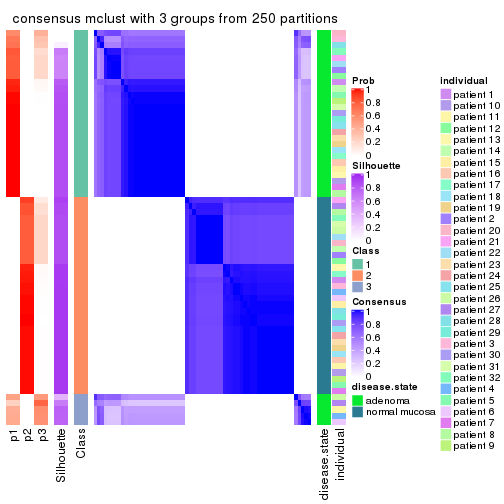 consensus mclust with 3 groups from 250 partitions
p1
p2
p3
Silhouette
Class
disease.state
individual
Prob
1
0.8
0.6
0.4
0.2
0
Silhouette
1
0.8
0.6
0.4
0.2
0
Class
1
2
3
Consensus
1
0.8
0.6
0.4
0.2
0
disease.state
adenoma
normal mucosa
individual
patient 1
patient 10
patient 11
patient 12
patient 13
patient 14
patient 15
patient 16
patient 17
patient 18
patient 19
patient 2
patient 20
patient 21
patient 22
patient 23
patient 24
patient 25
patient 26
patient 27
patient 28
patient 29
patient 3
patient 30
patient 31
patient 32
patient 4
patient 5
patient 6
patient 7
patient 8
patient 9